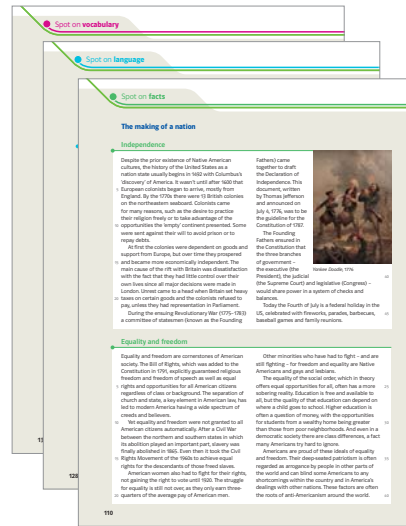 Spot on vocabulary
Spot on language
Spot on facts
The making of a nation
Independence
Despite the prior existence of Native American
cultures, the history of the United States as a
nation state usually begins in 1492 with Columbus's
'discovery' of America. It wasn't until after 1600 that
5 European colonists began to arrive, mostly from
England. By the 1770s there were 13 British colonies
on the northeastern seaboard. Colonists came
for many reasons, such as the desire to practice
their religion freely or to take advantage of the
10 opportunities the 'empty' continent presented. Some
were sent against their will to avoid prison or to
repay debts.
At first the colonies were dependent on goods and
support from Europe, but over time they prospered
15 and became more economically independent. The
main cause of the rift with Britain was dissatisfaction
with the fact that they had little control over their
own lives since all major decisions were made in
London. Unrest came to a head when Britain set heavy
20 taxes on certain goods and the colonists refused to
pay, unless they had representation in Parliament.
During the ensuing Revolutionary War (1775–1783)
a committee of statesmen (known as the Founding
Fathers) came
together to draft
the Declaration of
Independence. This
document, written
by Thomas Jefferson
and announced on
July 4, 1776, was to be
the guideline for the
Constitution of 1787.
The Founding
Fathers ensured in
the Constitution that
the three branches
of government –
the executive (the
President), the judicial
(the Supreme Court) and legislative (Congress) –
would share power in a system of checks and
balances.
Today the Fourth of July is a federal holiday in the
US, celebrated with fireworks, parades, barbecues,
baseball games and family reunions.
Yankee Doodle, 1776
40
45
Equality and freedom
Equality and freedom are cornerstones of American
society. The Bill of Rights, which was added to the
Constitution in 1791, explicitly guaranteed religious
freedom and freedom of speech as well as equal
5 rights and opportunities for all American citizens
regardless of class or background. The separation of
church and state, a key element in American law, has
led to modern America having a wide spectrum of
creeds and believers.
10 Yet equality and freedom were not granted to all
American citizens automatically. After a Civil War
between the northern and southern states in which
its abolition played an important part, slavery was
finally abolished in 1865. Even then it took the Civil
15 Rights Movement of the 1960s to achieve equal
rights for the descendants of those freed slaves.
American women also had to fight for their rights,
not gaining the right to vote until 1920. The struggle
for equality is still not over, as they only earn three-
20 quarters of the average pay of American men.
Other minorities who have had to fight – and are
still fighting – for freedom and equality are Native
Americans and gays and lesbians.
The equality of the social order, which in theory
offers equal opportunities for all, often has a more 25
sobering reality. Education is free and available to
all, but the quality of that education can depend on
where a child goes to school. Higher education is
often a question of money, with the opportunities
for students from a wealthy home being greater 30
than those from poor neighborhoods. And even in a
democratic society there are class differences, a fact
many Americans try hard to ignore.
Americans are proud of these ideals of equality
and freedom. Their deep-seated patriotism is often 35
regarded as arrogance by people in other parts of
the world and can blind some Americans to any
shortcomings within the country and in American's
dealings with other nations. These factors are often
the roots of anti-Americanism around the world. 40
128
110